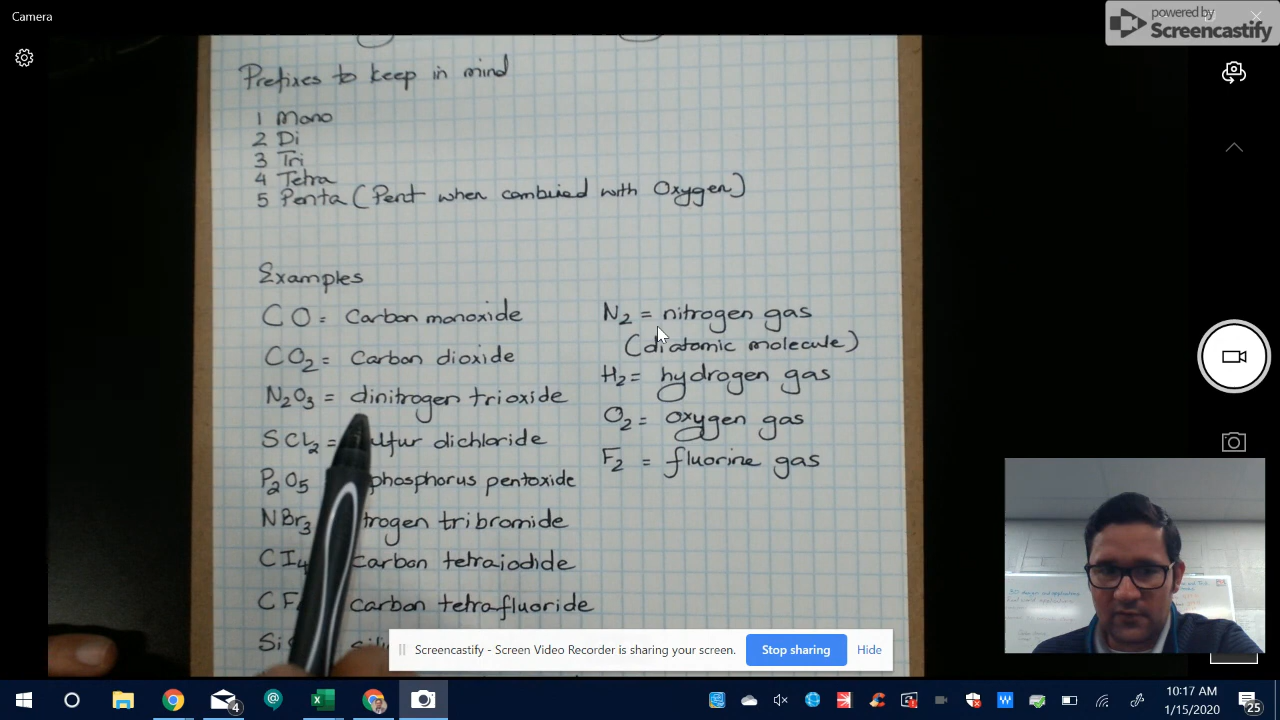 Camera
powered by
Screencastify
Prefixes to keep in mind
1 Mono
2 Di
3 Tri
4 Tetra
5 Penta (Pent when combined with Oxygen)
Examples
CO = Carbon monoxide
CO2 = Carbon dioxide
N2O3 = dinitrogen trioxide
SCl2 = ulfur dichloride
P2O5 phosphorus pentoxide
NBr3 trogen tribromide
CI4 carbon tetraiodide
CF carbon tetrafluoride
Si
N2 = nitrogen gas
(diatomic molecule)
H2 = hydrogen gas
O2 = oxygen gas
F2 = fluorine gas
Screencastify - Screen Video Recorder is sharing your screen.
Stop sharing
Hide
4
10:17 AM
1/15/2020
25